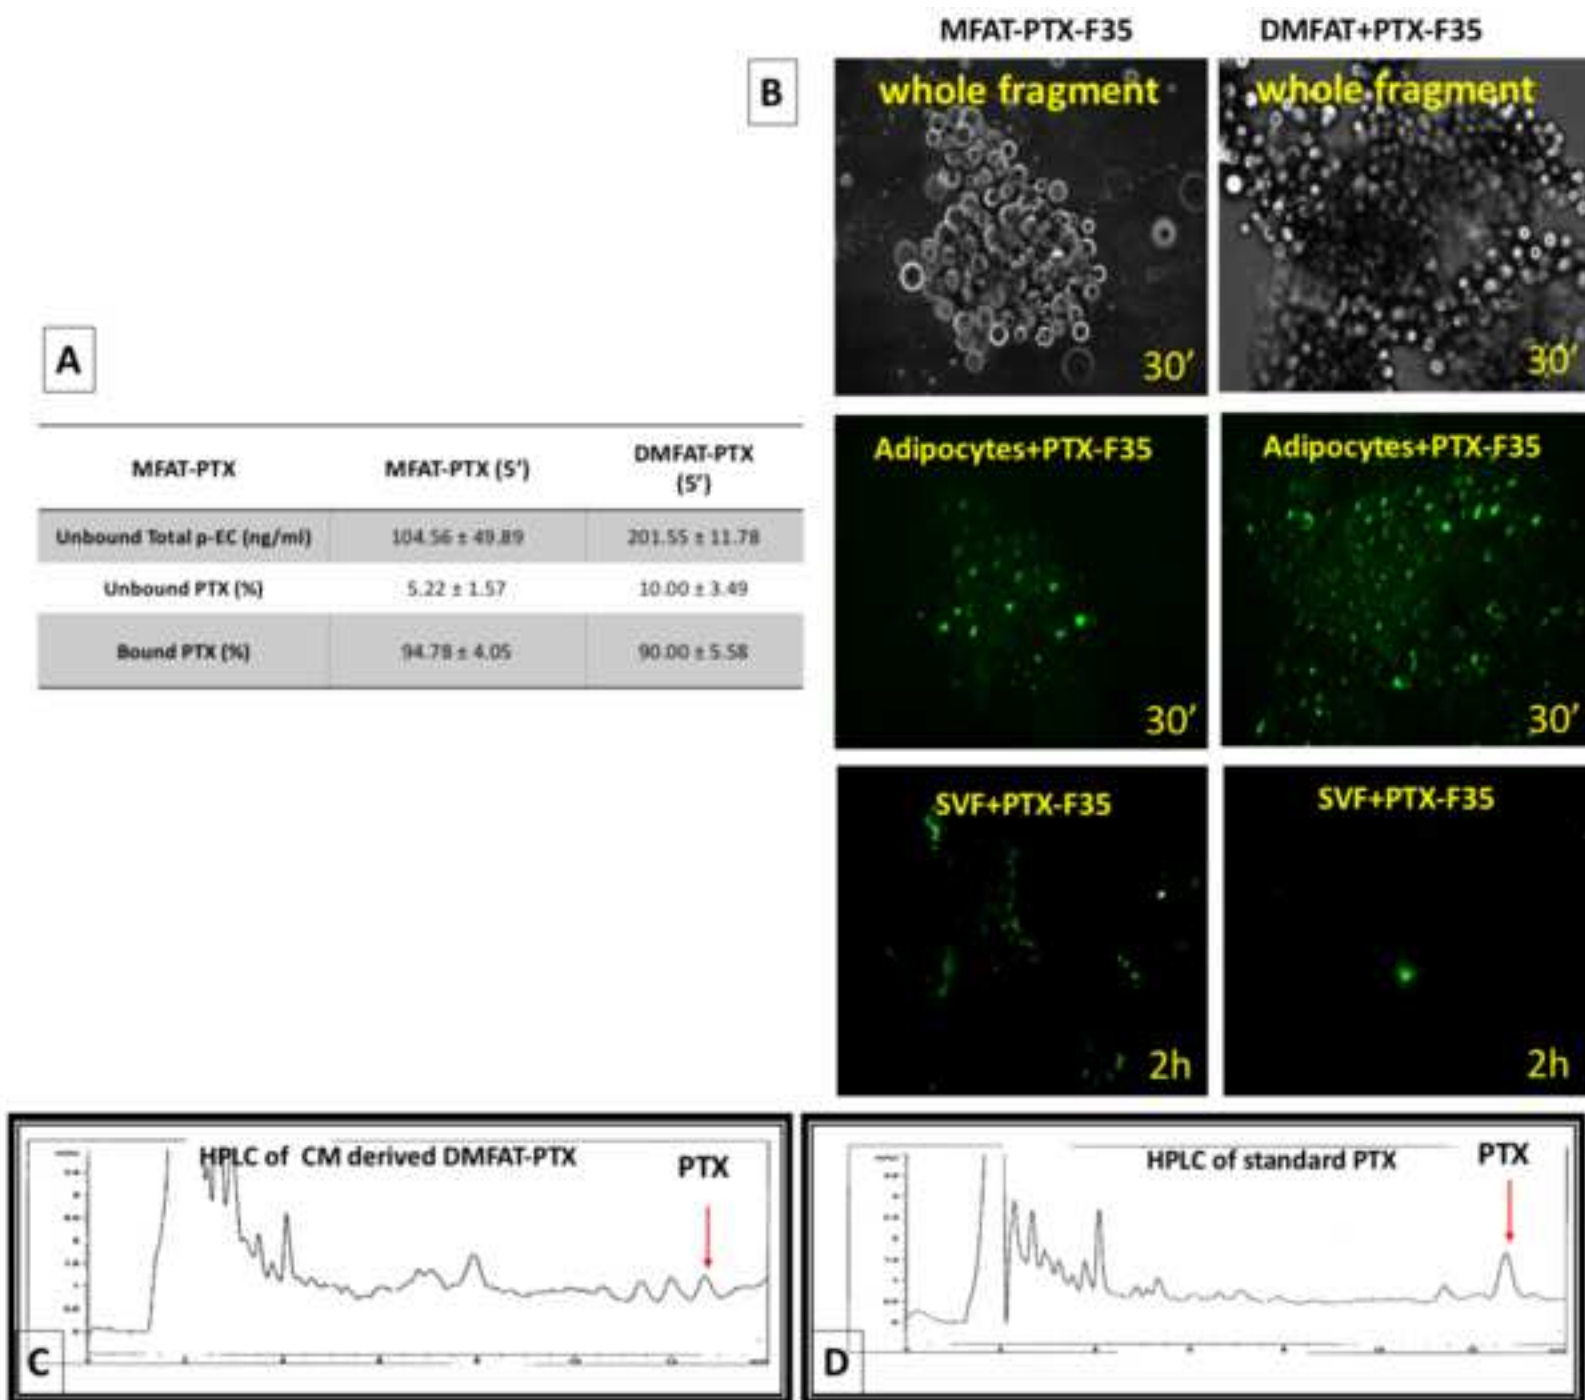 MFAT-PTX-F35
DMFAT+PTX-F35
B
whole fragment
whole fragment
30'
30'
A
MFAT-PTX
MFAT-PTX (5')
DMFAT-PTX
(5')
Unbound Total p-EC (ng/ml)
104.56 ± 49.89
201.55 ± 11.78
Unbound PTX (%)
5.22 ± 1.57
10.00 ± 3.49
Bound PTX (%)
94.78 ± 4.05
90.00 ± 5.58
Adipocytes+PTX-F35
Adipocytes+PTX-F35
30'
30'
SVF+PTX-F35
SVF+PTX-F35
2h
2h
HPLC of CM derived DMFAT-PTX
PTX
C
HPLC of standard PTX
PTX
D